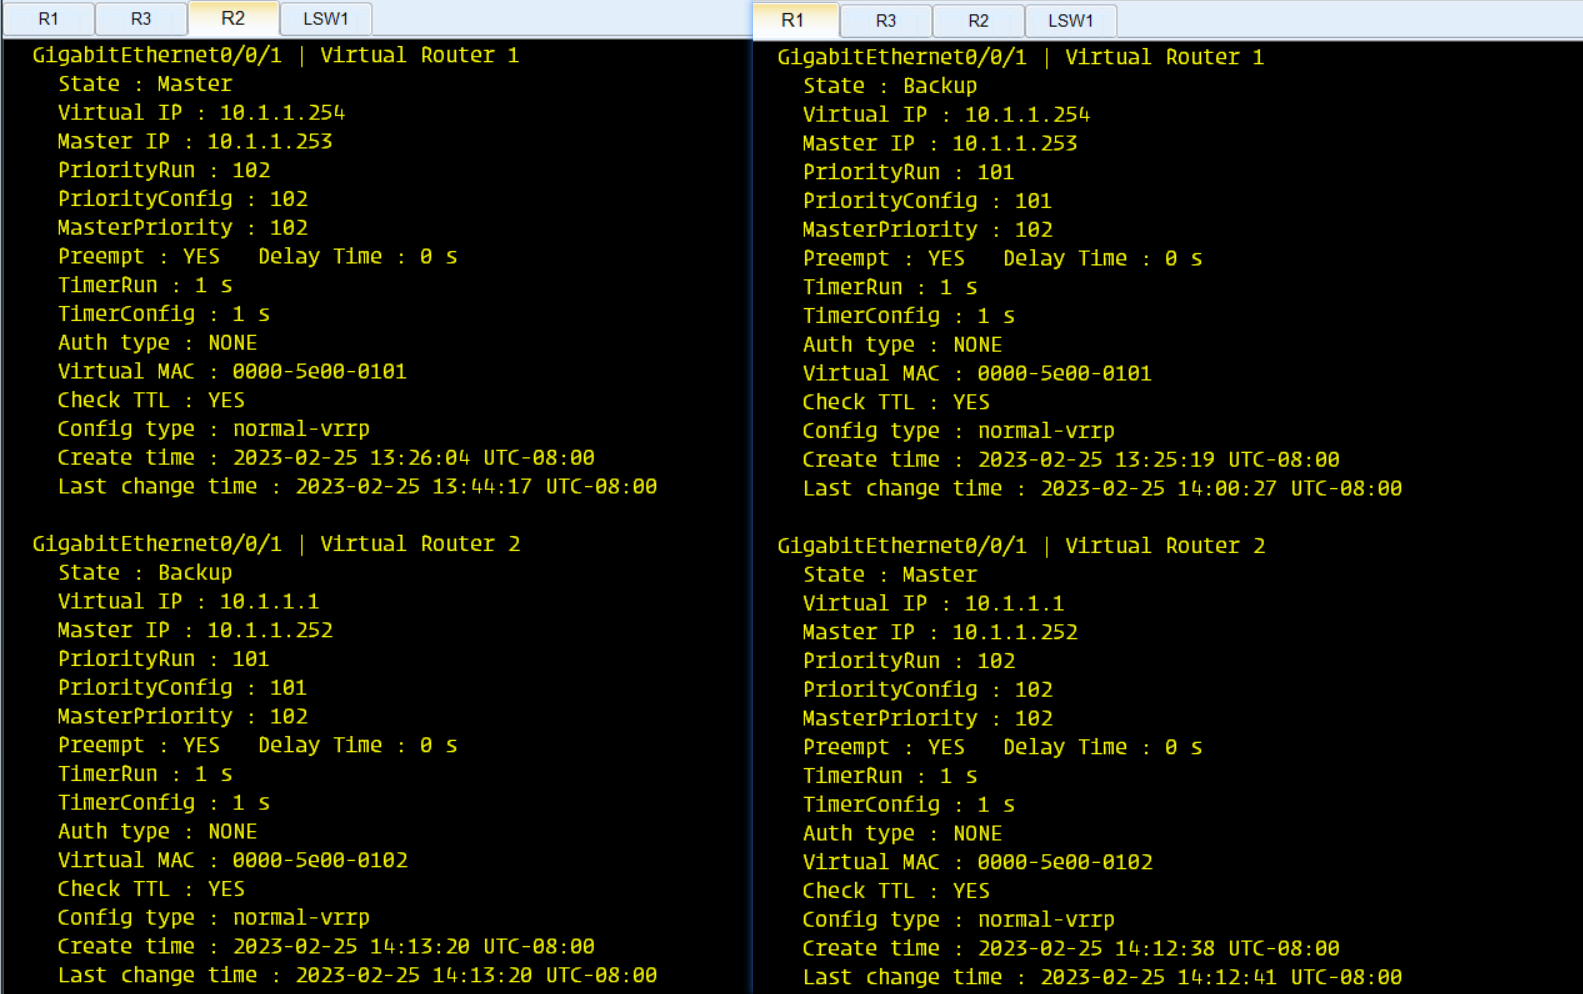 R1 R3 R2 LSW1
GigabitEthernet0/0/1 | Virtual Router 1
State : Master
Virtual IP : 10.1.1.254
Master IP : 10.1.1.253
PriorityRun : 102
PriorityConfig : 102
MasterPriority : 102
Preempt : YES Delay Time : 0 s
TimerRun : 1 s
TimerConfig : 1 s
Auth type : NONE
Virtual MAC : 0000-5e00-0101
Check TTL : YES
Config type : normal-vrrp
Create time : 2023-02-25 13:26:04 UTC-08:00
Last change time : 2023-02-25 13:44:17 UTC-08:00
GigabitEthernet0/0/1 | Virtual Router 2
State : Backup
Virtual IP : 10.1.1.1
Master IP : 10.1.1.252
PriorityRun : 101
PriorityConfig : 101
MasterPriority : 102
Preempt : YES Delay Time : 0 s
TimerRun : 1 s
TimerConfig : 1 s
Auth type : NONE
Virtual MAC : 0000-5e00-0102
Check TTL : YES
Config type : normal-vrrp
Create time : 2023-02-25 14:13:20 UTC-08:00
Last change time : 2023-02-25 14:13:20 UTC-08:00
R1 R3 R2 LSW1
GigabitEthernet0/0/1 | Virtual Router 1
State : Backup
Virtual IP : 10.1.1.254
Master IP : 10.1.1.253
PriorityRun : 101
PriorityConfig : 101
MasterPriority : 102
Preempt : YES Delay Time : 0 s
TimerRun : 1 s
TimerConfig : 1 s
Auth type : NONE
Virtual MAC : 0000-5e00-0101
Check TTL : YES
Config type : normal-vrrp
Create time : 2023-02-25 13:25:19 UTC-08:00
Last change time : 2023-02-25 14:00:27 UTC-08:00
GigabitEthernet0/0/1 | Virtual Router 2
State : Master
Virtual IP : 10.1.1.1
Master IP : 10.1.1.252
PriorityRun : 102
PriorityConfig : 102
MasterPriority : 102
Preempt : YES Delay Time : 0 s
TimerRun : 1 s
TimerConfig : 1 s
Auth type : NONE
Virtual MAC : 0000-5e00-0102
Check TTL : YES
Config type : normal-vrrp
Create time : 2023-02-25 14:12:38 UTC-08:00
Last change time : 2023-02-25 14:12:41 UTC-08:00